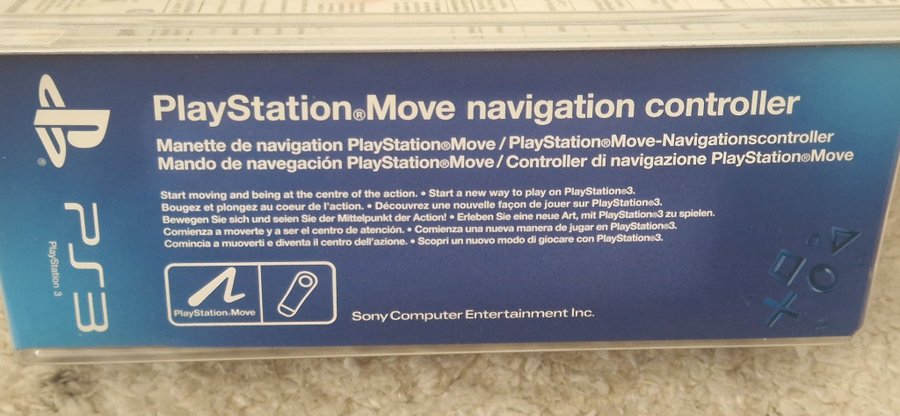 PlayStation®Move navigation controller
Manette de navigation PlayStation®Move / PlayStation®Move-Navigationscontroller
Mando de navegación PlayStation®Move / Controller di navigazione PlayStation®Move
Start moving and being at the centre of the action. • Start a new way to play on PlayStation®3.
Bougez et plongez au coeur de l'action. • Découvrez une nouvelle façon de jouer sur PlayStation®3.
Bewegen Sie sich und seien Sie der Mittelpunkt der Action! • Erleben Sie eine neue Art, mit PlayStation®3 zu spielen.
Comienza a moverte y a ser el centro de atención. • Comienza una nueva manera de jugar en PlayStation®3.
Comincia a muoverti e diventa il centro dell'azione. • Scopri un nuovo modo di giocare con PlayStation®3.
PlayStation®Move
Sony Computer Entertainment Inc.
®
PS3
PlayStation 3